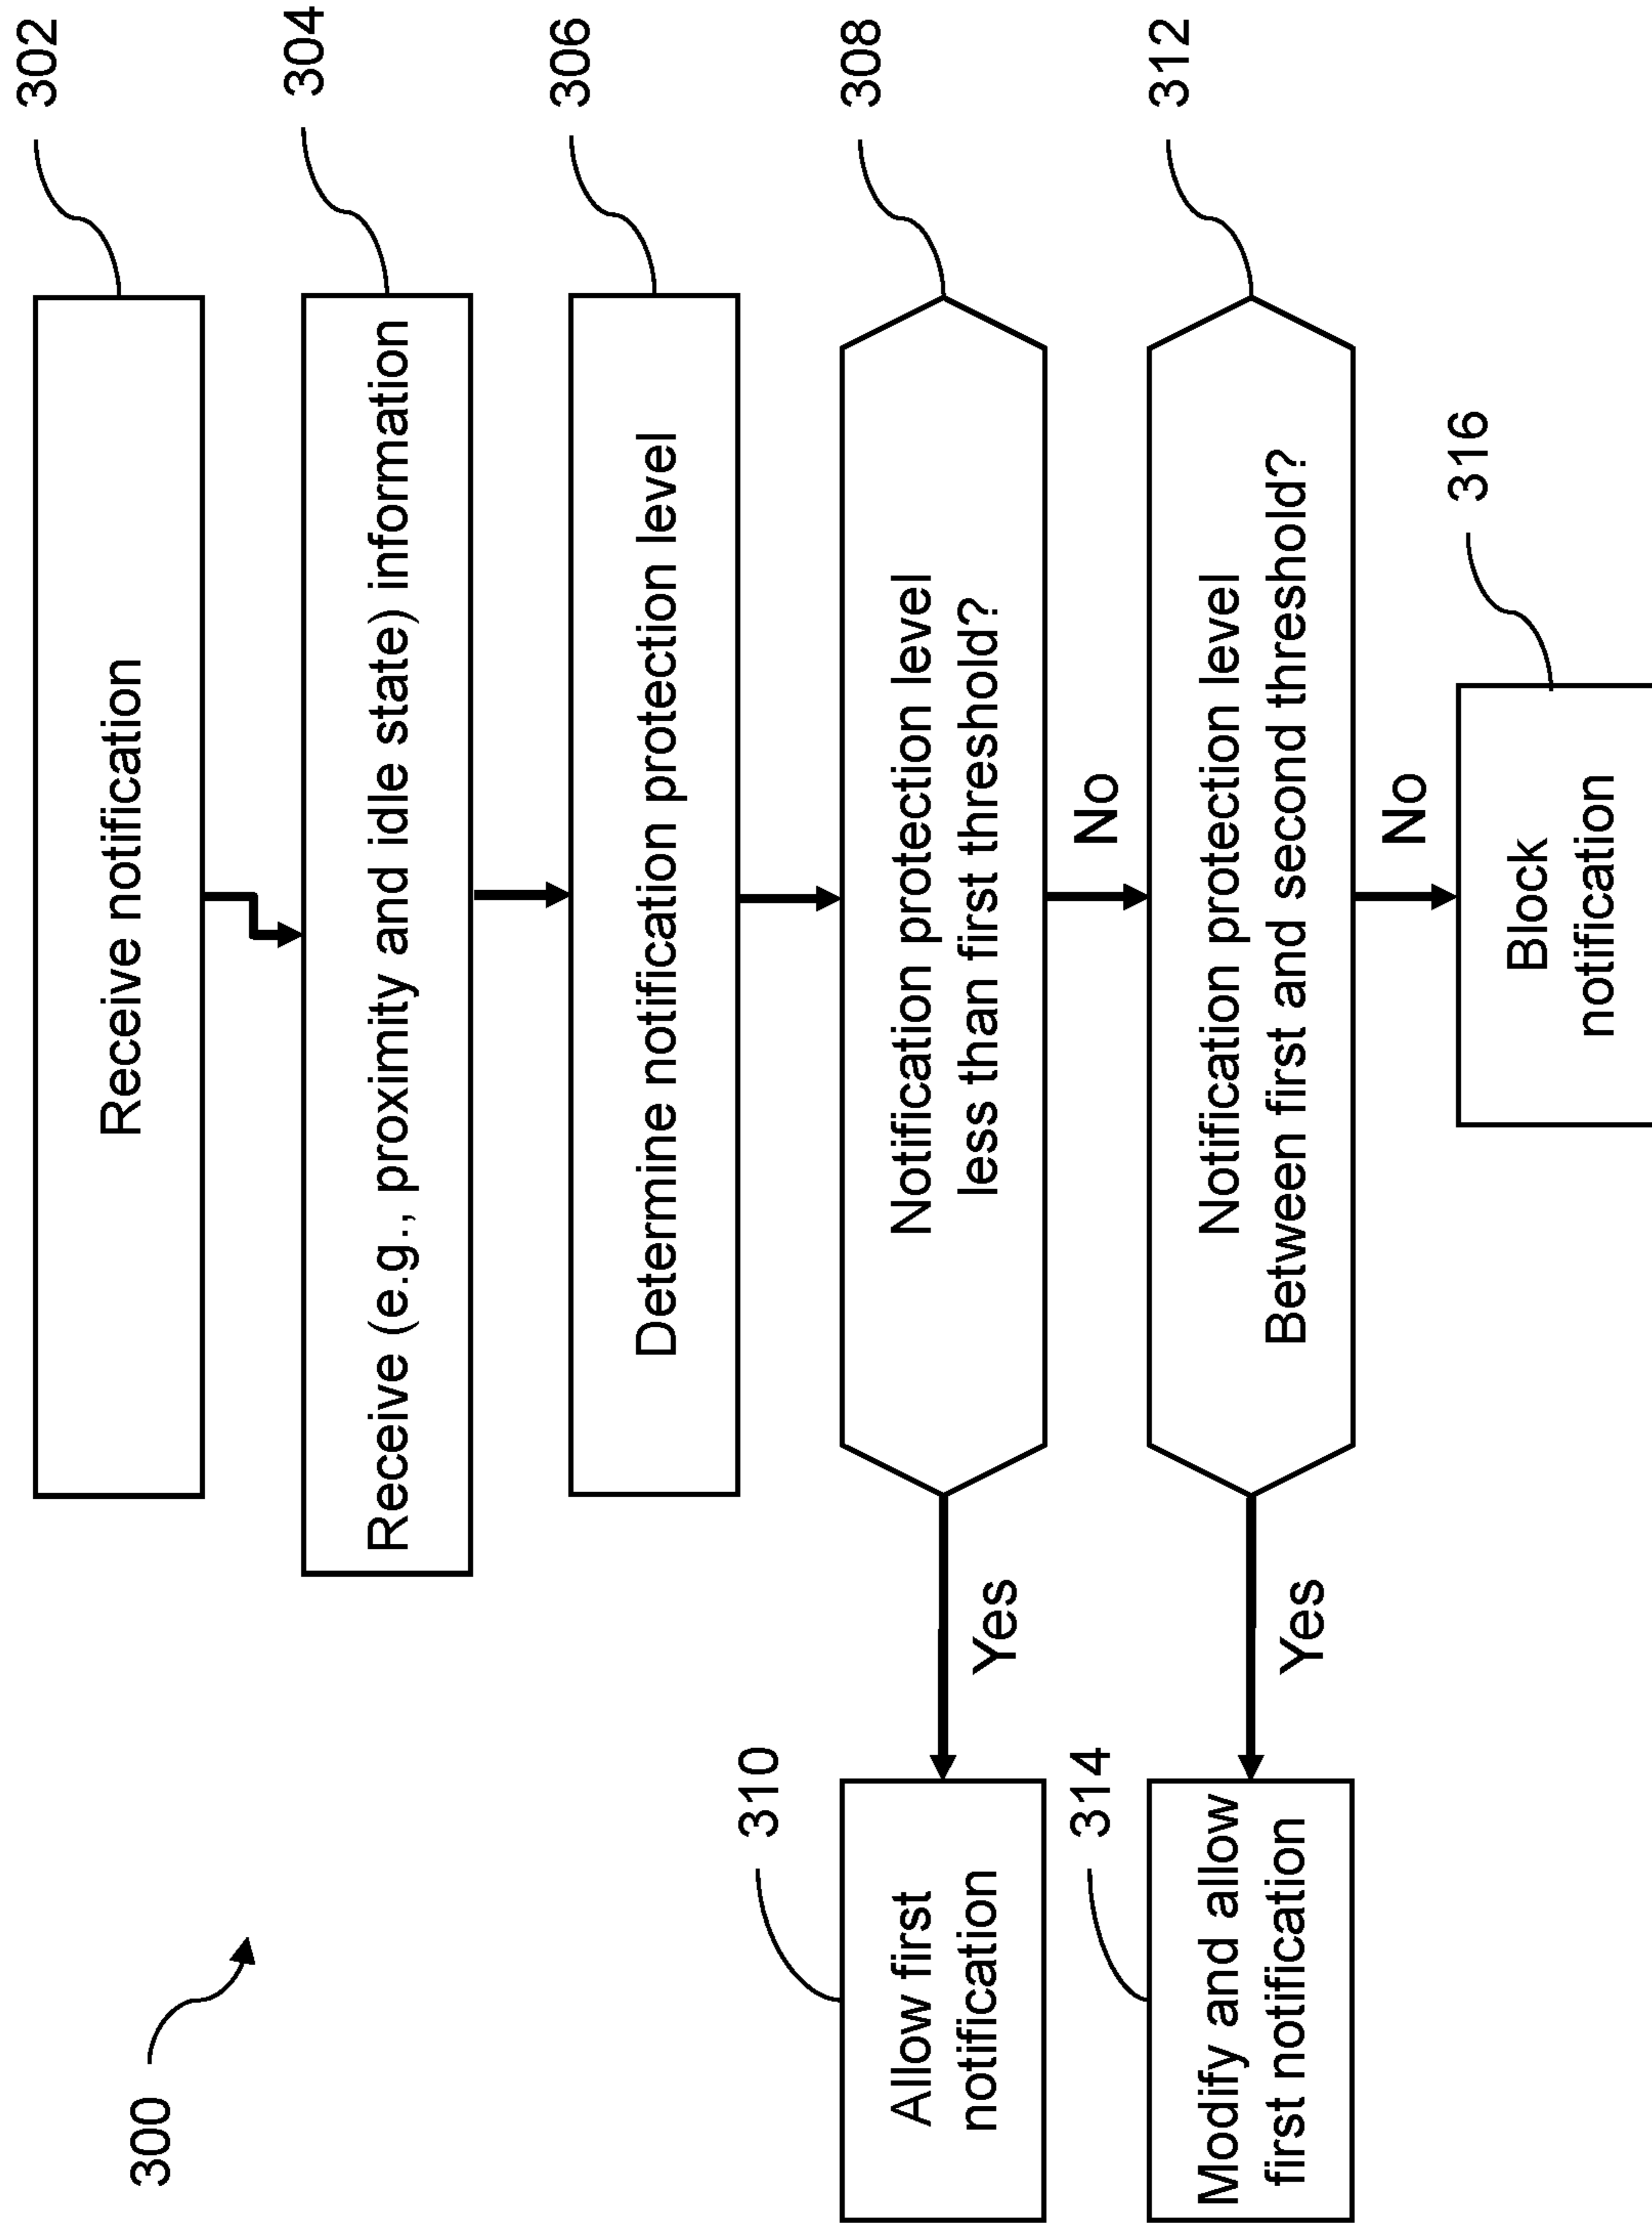 300
302
Receive notification
304
Receive (e.g., proximity and idle state) information
306
Determine notification protection level
308
Notification protection level
less than first threshold?
Yes
310
Allow first
notification
No
312
Notification protection level
Between first and second threshold?
Yes
314
Modify and allow
first notification
No
316
Block
notification